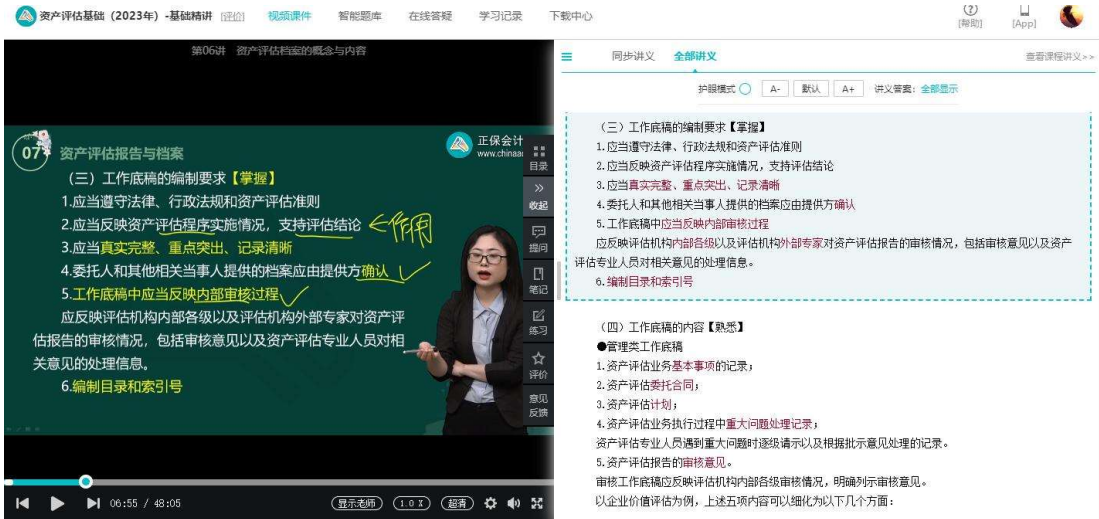 资产评估基础（2023年）-基础精讲 [评价] 视频课件 智能题库 在线答疑 学习记录 下载中心 [帮助] [App]
第06讲 资产评估档案的概念与内容
07 资产评估报告与档案
正保会计
www.chinaac
（三）工作底稿的编制要求【掌握】
1.应当遵守法律、行政法规和资产评估准则
2.应当反映资产评估程序实施情况，支持评估结论 作用
3.应当真实完整、重点突出、记录清晰
4.委托人和其他相关当事人提供的档案应由提供方确认
5.工作底稿中应当反映内部审核过程
应反映评估机构内部各级以及评估机构外部专家对资产评
估报告的审核情况，包括审核意见以及资产评估专业人员对相
关意见的处理信息。
6.编制目录和索引号
目录
收起
提问
笔记
练习
评价
意见
反馈
06:55 / 48:05 显示老师 1.0 X 超清
同步讲义 全部讲义 查看课程讲义>>
护眼模式 A- 默认 A+ 讲义答案：全部显示
（三）工作底稿的编制要求【掌握】
1.应当遵守法律、行政法规和资产评估准则
2.应当反映资产评估程序实施情况，支持评估结论
3.应当真实完整、重点突出、记录清晰
4.委托人和其他相关当事人提供的档案应由提供方确认
5.工作底稿中应当反映内部审核过程
应反映评估机构内部各级以及评估机构外部专家对资产评估报告的审核情况，包括审核意见以及资产
评估专业人员对相关意见的处理信息。
6.编制目录和索引号
（四）工作底稿的内容【熟悉】
●管理类工作底稿
1.资产评估业务基本事项的记录；
2.资产评估委托合同；
3.资产评估计划；
4.资产评估业务执行过程中重大问题处理记录；
资产评估专业人员遇到重大问题时逐级请示以及根据批示意见处理的记录。
5.资产评估报告的审核意见。
审核工作底稿应反映评估机构内部各级审核情况，明确列示审核意见。
以企业价值评估为例，上述五项内容可以细化为以下几个方面：